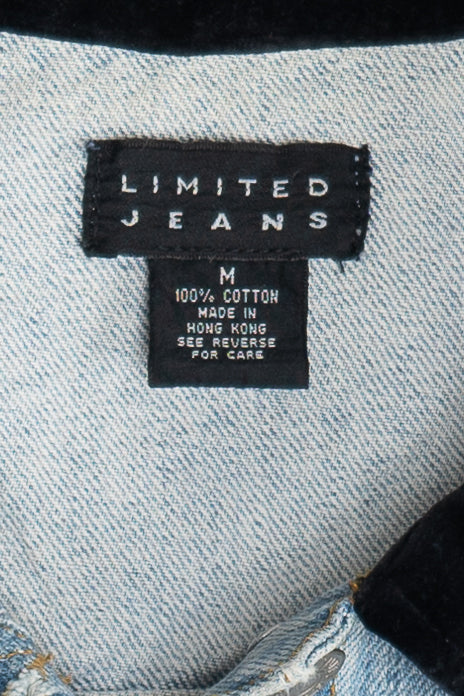 LIMITED
JEANS
M
100% COTTON
MADE IN
HONG KONG
SEE REVERSE
FOR CARE